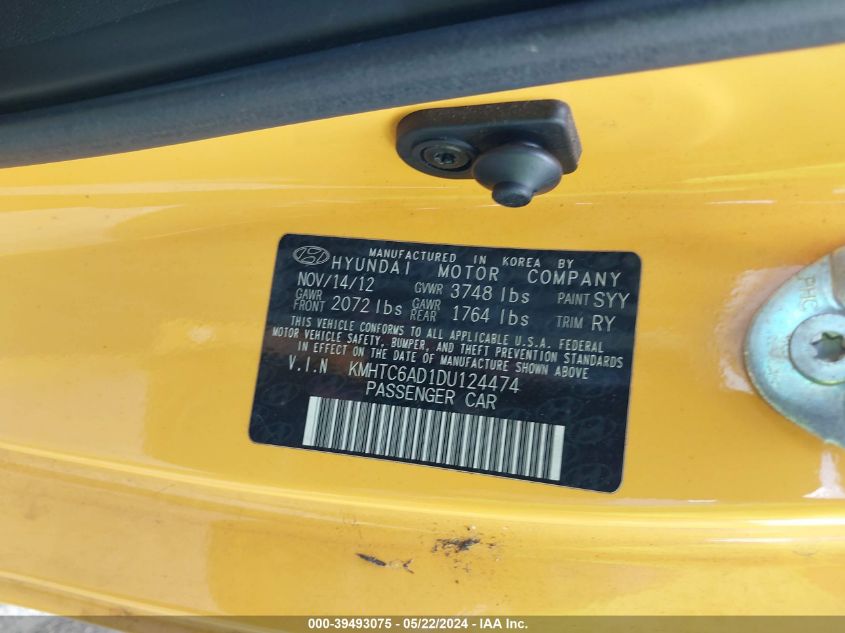 MANUFACTURED IN KOREA BY
HYUNDAI MOTOR COMPANY
NOV/14/12 GVWR 3748 lbs PAINT SYY
GAWR FRONT 2072 lbs GAWR REAR 1764 lbs TRIM RY
THIS VEHICLE CONFORMS TO ALL APPLICABLE U.S.A. FEDERAL
MOTOR VEHICLE SAFETY, BUMPER, AND THEFT PREVENTION STANDARDS
IN EFFECT ON THE DATE OF MANUFACTURE SHOWN ABOVE.
V.I.N KMHTC6AD1DU124474
PASSENGER CAR
000-39493075 - 05/22/2024 - IAA Inc.